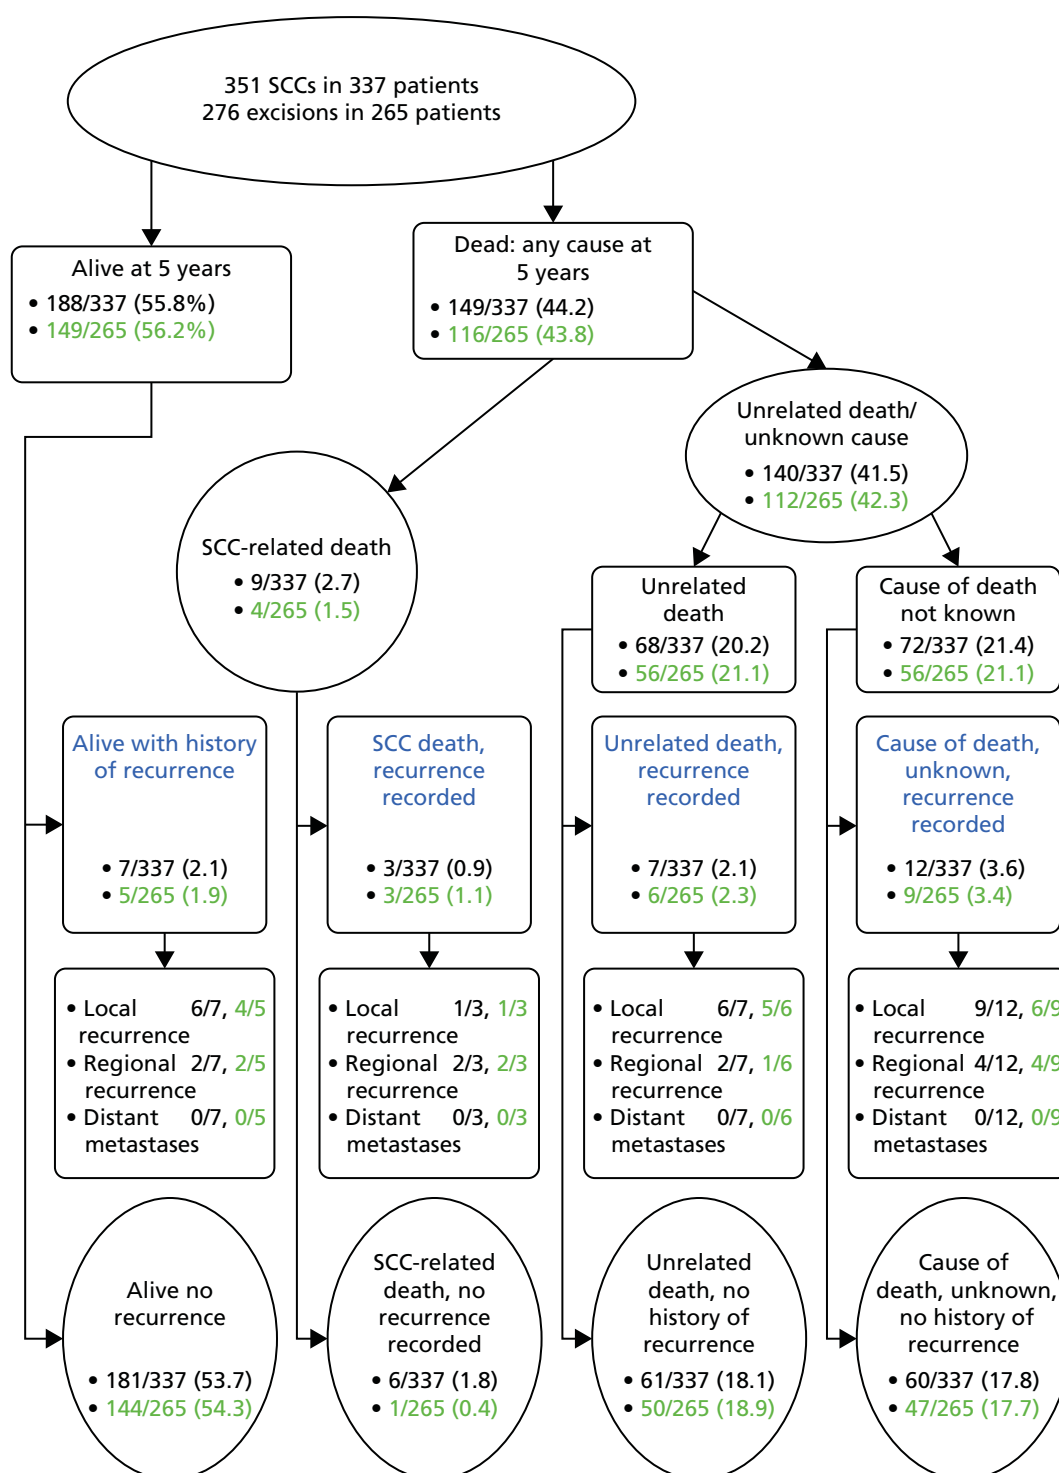 351 SCCs in 337 patients
276 excisions in 265 patients
Alive at 5 years
• 188/337 (55.8%)
• 149/265 (56.2%)
Dead: any cause at
5 years
• 149/337 (44.2)
• 116/265 (43.8)
Unrelated death/
unknown cause
• 140/337 (41.5)
• 112/265 (42.3)
SCC-related death
• 9/337 (2.7)
• 4/265 (1.5)
Unrelated
death
• 68/337 (20.2)
• 56/265 (21.1)
Cause of death
not known
• 72/337 (21.4)
• 56/265 (21.1)
Alive with history
of recurrence
• 7/337 (2.1)
• 5/265 (1.9)
SCC death,
recurrence
recorded
• 3/337 (0.9)
• 3/265 (1.1)
Unrelated death,
recurrence
recorded
• 7/337 (2.1)
• 6/265 (2.3)
Cause of death,
unknown,
recurrence
recorded
• 12/337 (3.6)
• 9/265 (3.4)
• Local 6/7, 4/5
recurrence
• Regional 2/7, 2/5
recurrence
• Distant 0/7, 0/5
metastases
• Local 1/3, 1/3
recurrence
• Regional 2/3, 2/3
recurrence
• Distant 0/3, 0/3
metastases
• Local 6/7, 5/6
recurrence
• Regional 2/7, 1/6
recurrence
• Distant 0/7, 0/6
metastases
• Local 9/12, 6/9
recurrence
• Regional 4/12, 4/9
recurrence
• Distant 0/12, 0/9
metastases
Alive no
recurrence
• 181/337 (53.7)
• 144/265 (54.3)
SCC-related
death, no
recurrence
recorded
• 6/337 (1.8)
• 1/265 (0.4)
Unrelated
death, no
history of
recurrence
• 61/337 (18.1)
• 50/265 (18.9)
Cause of
death, unknown,
no history of
recurrence
• 60/337 (17.8)
• 47/265 (17.7)